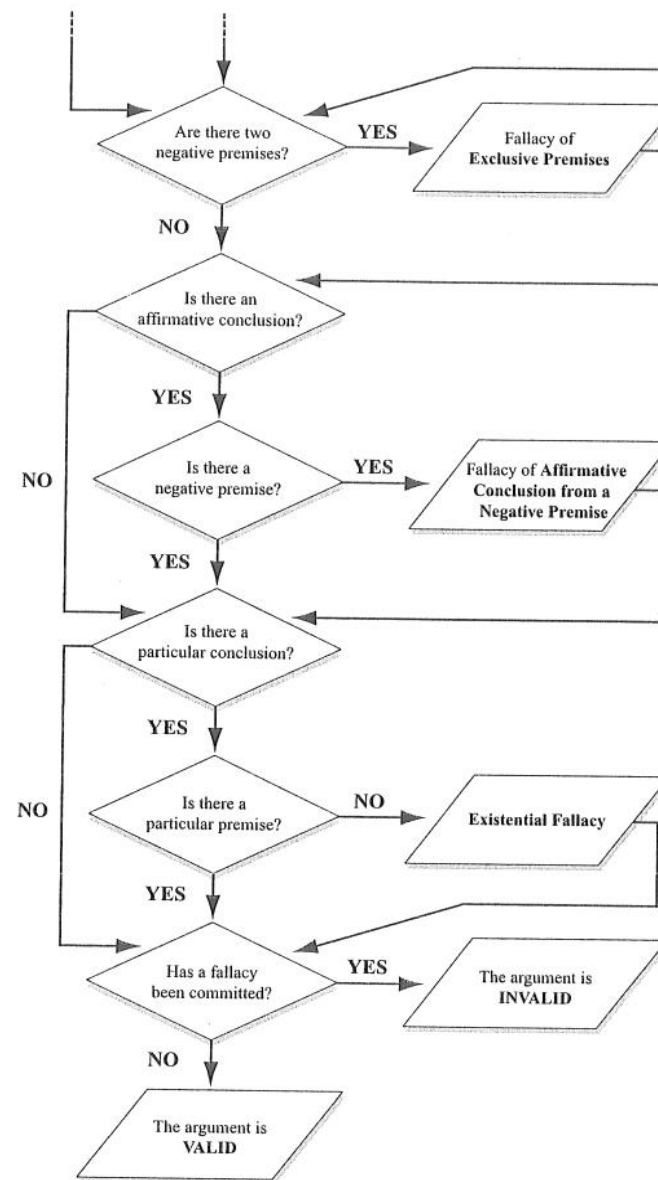 Are there two
negative premises?
YES
Fallacy of
Exclusive Premises
NO
Is there an
affirmative conclusion?
YES
NO
Is there a
negative premise?
YES
Fallacy of Affirmative
Conclusion from a
Negative Premise
YES
Is there a
particular conclusion?
YES
NO
Is there a
particular premise?
NO
Existential Fallacy
YES
Has a fallacy
been committed?
YES
The argument is
INVALID
NO
The argument is
VALID